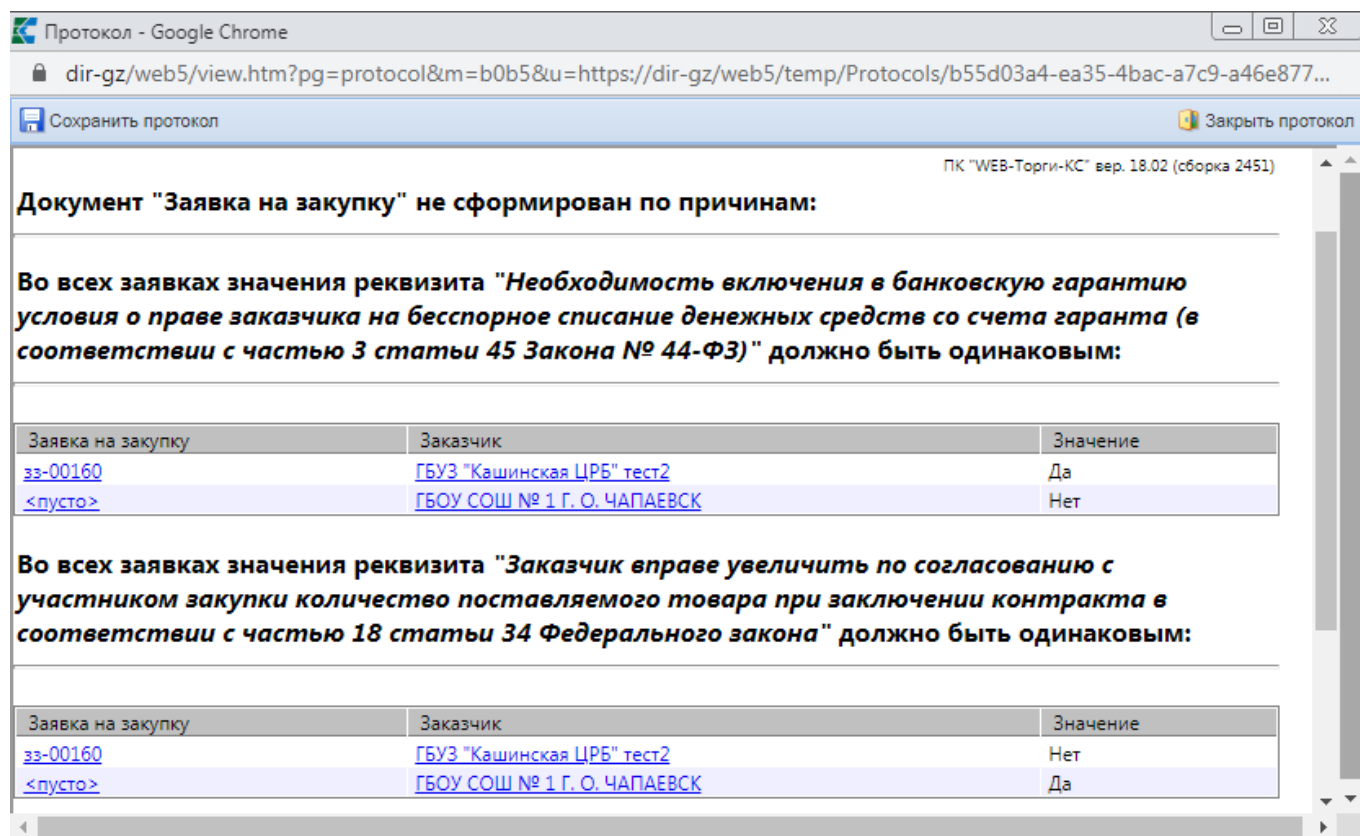 Протокол - Google Chrome
dir-gz/web5/view.htm?pg=protocol&m=b0b5&u=https://dir-gz/web5/temp/Protocols/b55d03a4-ea35-4bac-a7c9-a46e877...
Сохранить протокол Закрыть протокол
ПК "WEB-Торги-КС" вер. 18.02 (сборка 2451)
Документ "Заявка на закупку" не сформирован по причинам:
Во всех заявках значения реквизита "Необходимость включения в банковскую гарантию
условия о праве заказчика на бесспорное списание денежных средств со счета гаранта (в
соответствии с частью 3 статьи 45 Закона № 44-ФЗ)" должно быть одинаковым:
Заявка на закупку Заказчик Значение
зз-00160 ГБУЗ "Кашинская ЦРБ" тест2 Да
<пусто> ГБОУ СОШ № 1 Г. О. ЧАПАЕВСК Нет
Во всех заявках значения реквизита "Заказчик вправе увеличить по согласованию с
участником закупки количество поставляемого товара при заключении контракта в
соответствии с частью 18 статьи 34 Федерального закона" должно быть одинаковым:
Заявка на закупку Заказчик Значение
зз-00160 ГБУЗ "Кашинская ЦРБ" тест2 Нет
<пусто> ГБОУ СОШ № 1 Г. О. ЧАПАЕВСК Да